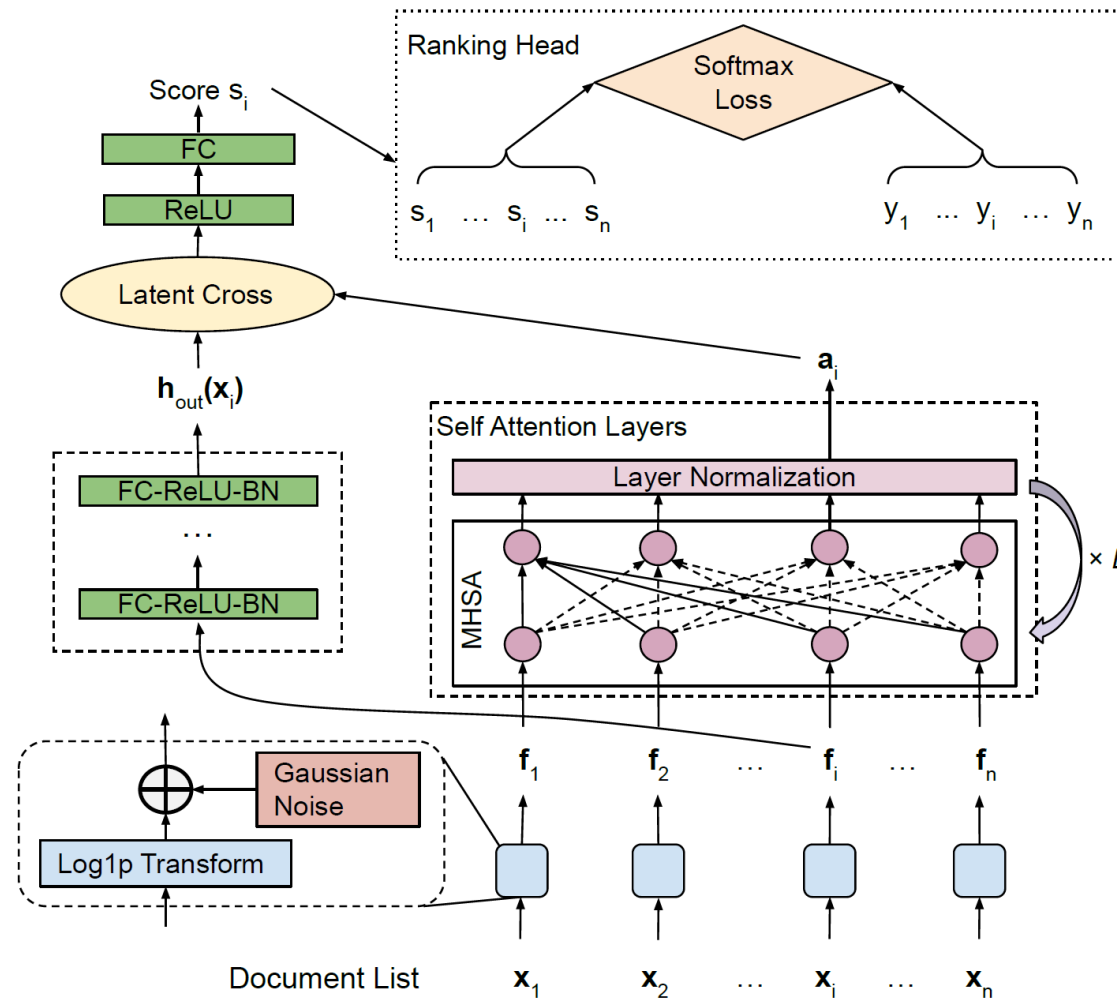 Ranking Head
Softmax
Loss
Score s_i
FC
ReLU
s_1 ... s_i ... s_n
y_1 ... y_i ... y_n
Latent Cross
a_i
h_out(x_i)
Self Attention Layers
Layer Normalization
FC-ReLU-BN
...
FC-ReLU-BN
MHSA
×
f_1 f_2 ... f_i ... f_n
Gaussian
Noise
Log1p Transform
Document List x_1 x_2 ... x_i ... x_n